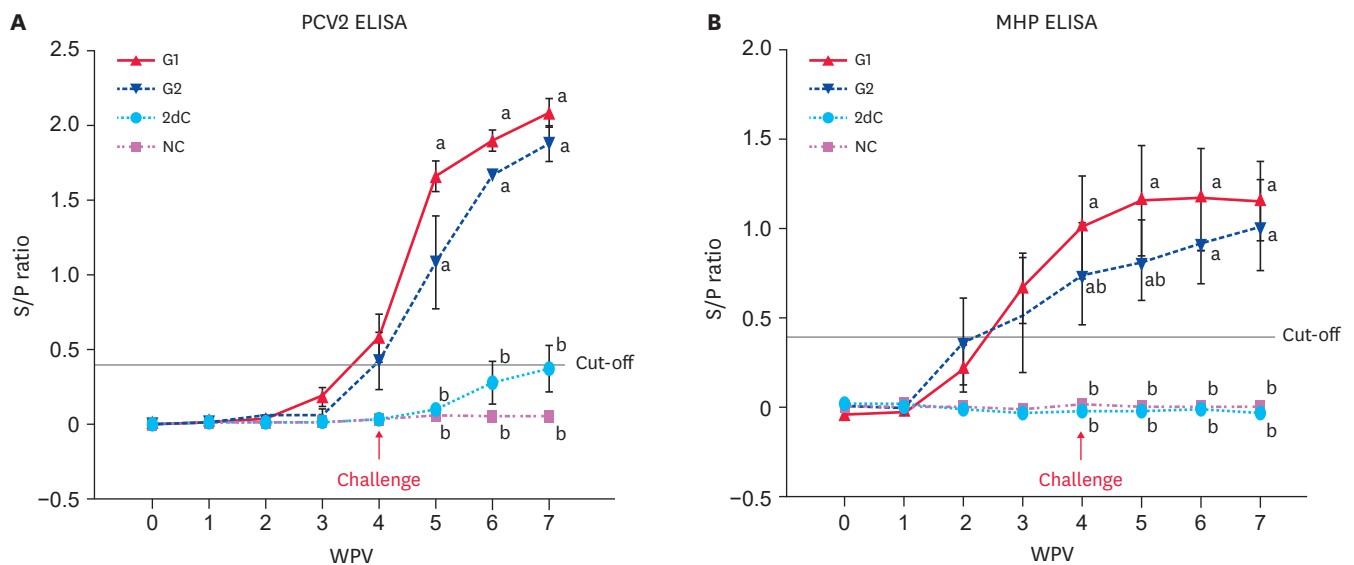 A
PCV2 ELISA
2.5
2.0
1.5
1.0
0.5
0
−0.5
S/P ratio
G1
G2
2dC
NC
a
a
a
a
a
a
b
b
b
b
b
b
Cut-off
Challenge
0 1 2 3 4 5 6 7
WPV
B
MHP ELISA
2.0
1.5
1.0
0.5
0
−0.5
S/P ratio
G1
G2
2dC
NC
a
a
a
a
ab
ab
a
a
b
b
b
b
b
b
b
b
Cut-off
Challenge
0 1 2 3 4 5 6 7
WPV